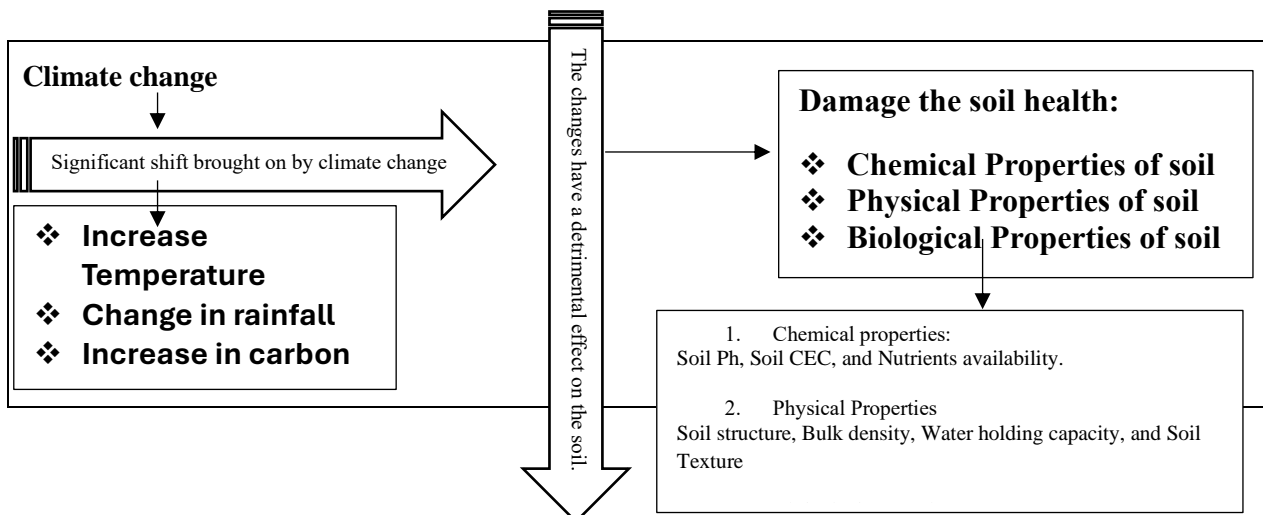 Climate change
Significant shift brought on by climate change
❖ Increase
Temperature
❖ Change in rainfall
❖ Increase in carbon
The changes have a detrimental effect on the soil.
Damage the soil health:
❖ Chemical Properties of soil
❖ Physical Properties of soil
❖ Biological Properties of soil
1. Chemical properties:
Soil Ph, Soil CEC, and Nutrients availability.
2. Physical Properties
Soil structure, Bulk density, Water holding capacity, and Soil
Texture